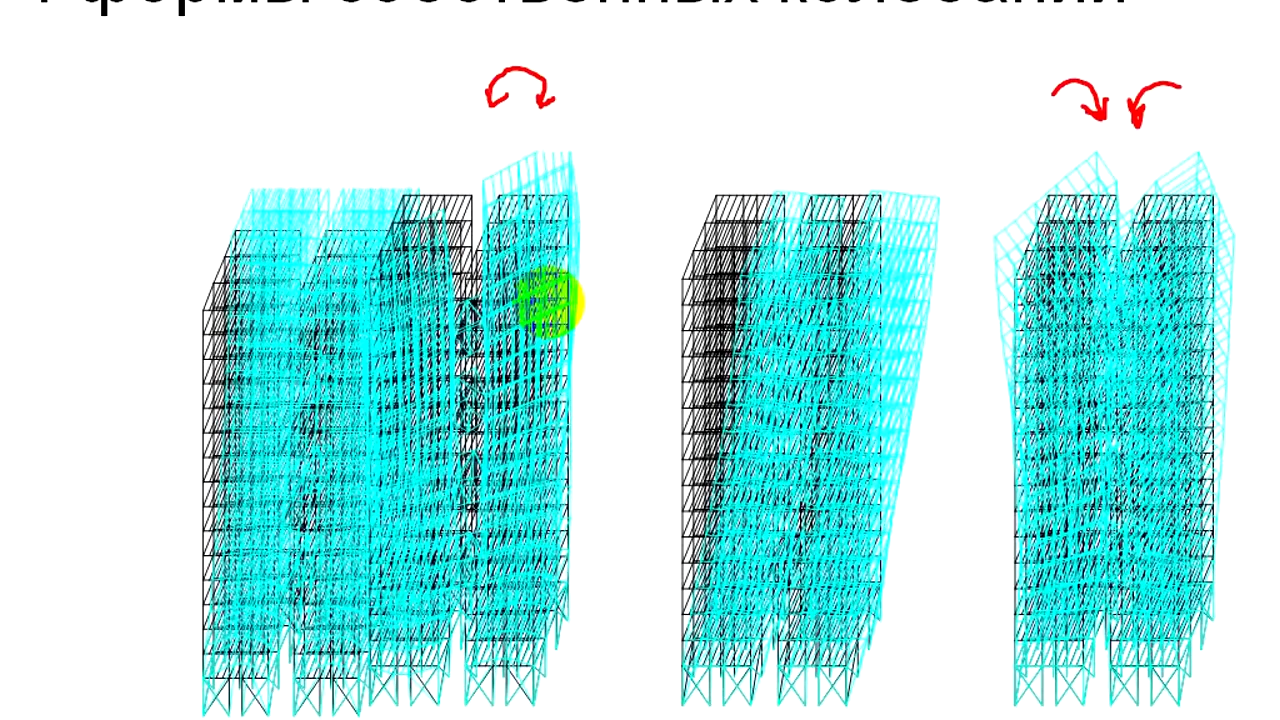 формы собственных колебаний